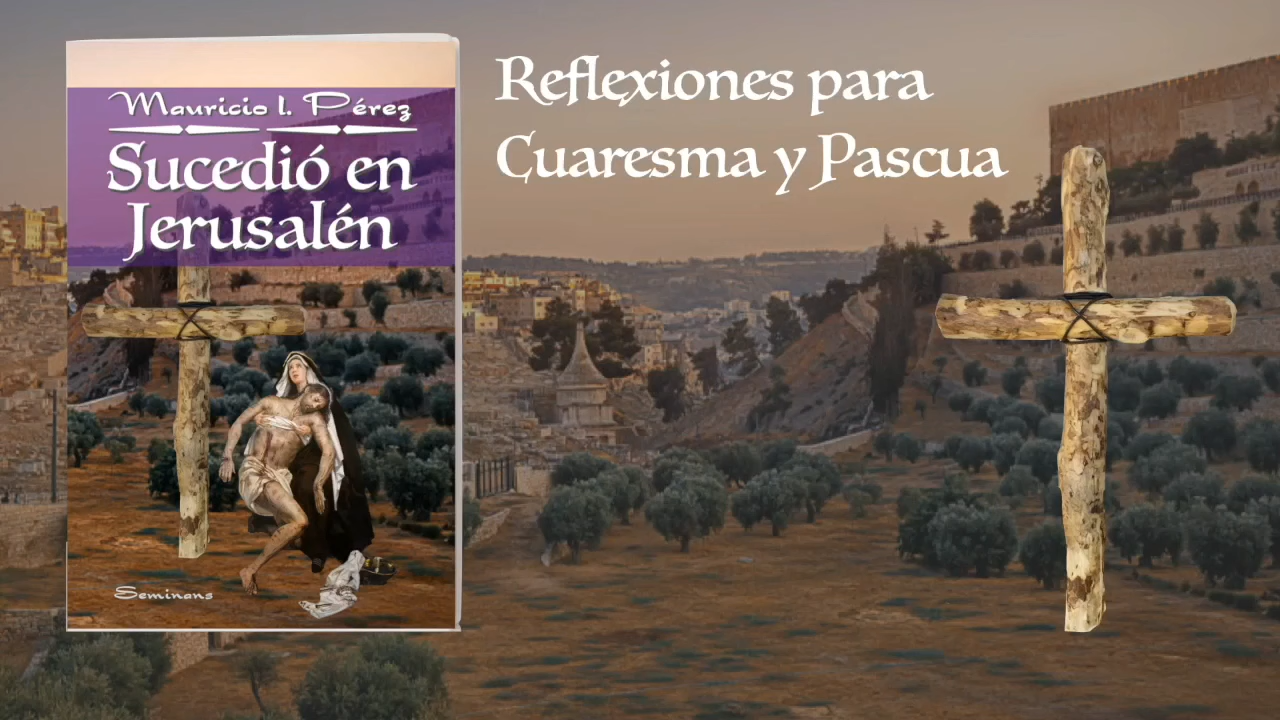 Mauricio I. Pérez
Sucedió en
Jerusalén
Seminans
Reflexiones para
Cuaresma y Pascua